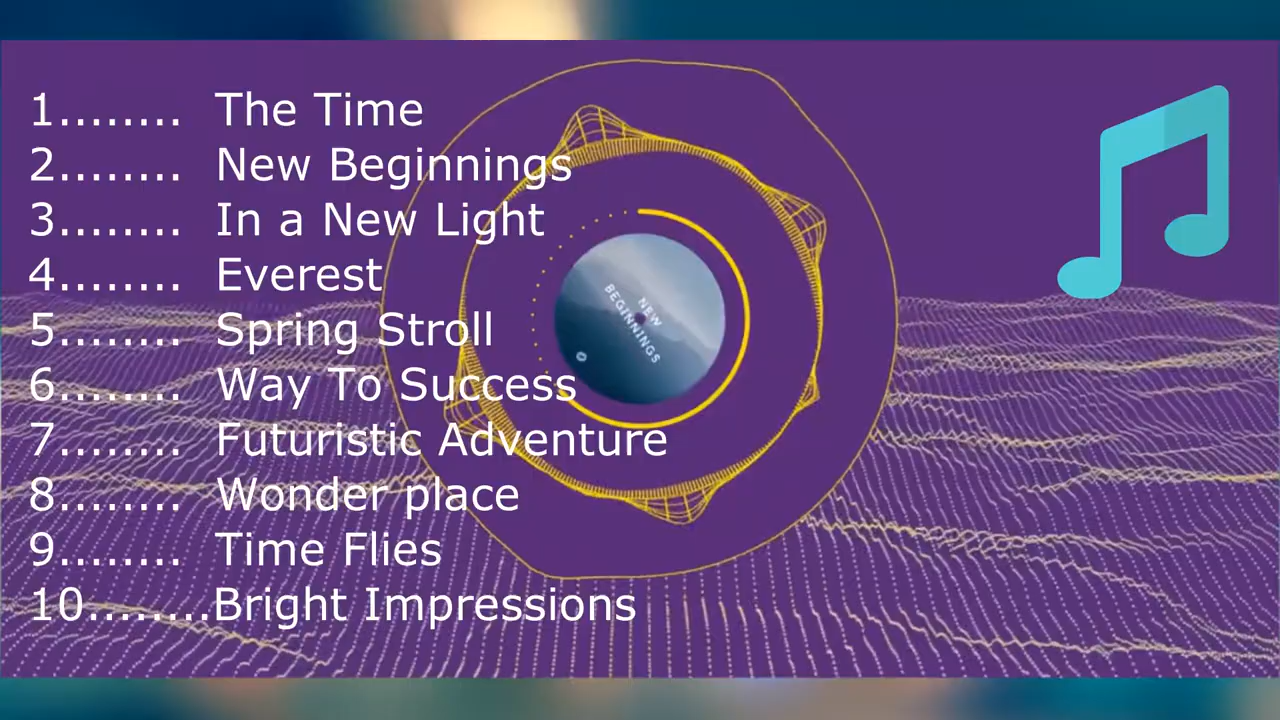 1........ The Time
2........ New Beginnings
3........ In a New Light
4........ Everest
5........ Spring Stroll
6........ Way To Success
7........ Futuristic Adventure
8........ Wonder place
9........ Time Flies
10........Bright Impressions
NEW
BEGINNINGS